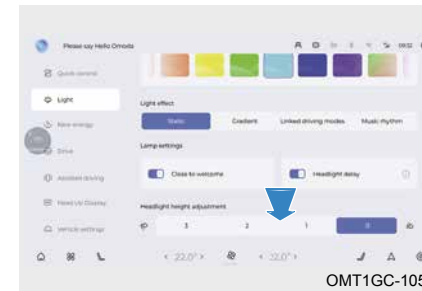 Please say Hello Omoda
09:02
Quick control
Light
New energy
Drive
Assisted driving
Head Up Display
Vehicle settings
Light effect
Static Gradient Linked driving modes Music rhythm
Lamp settings
Close to welcome Headlight delay
Headlight height adjustment
3 2 1 0
22.0° 22.0°
OMT1GC-105